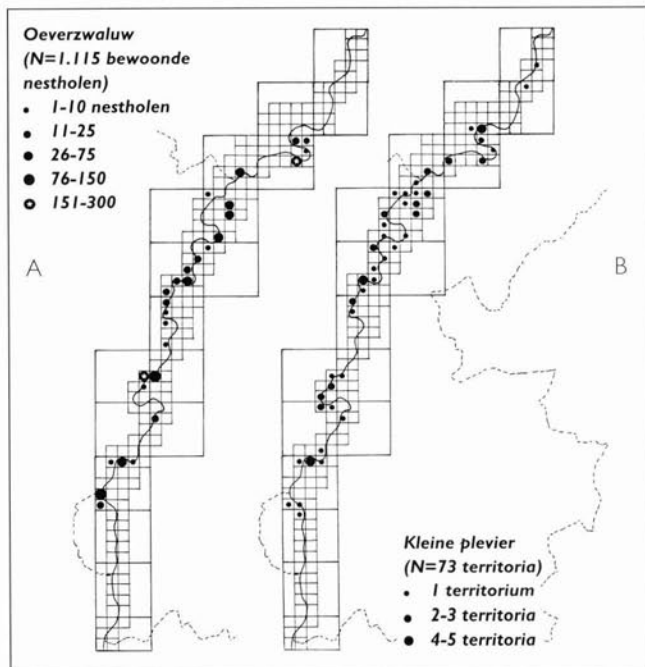 Oeverzwaluw
(N=1.115 bewoonde
nestholen)
1-10 nestholen
11-25
26-75
76-150
151-300
A
B
Kleine plevier
(N=73 territoria)
1 territorium
2-3 territoria
4-5 territoria